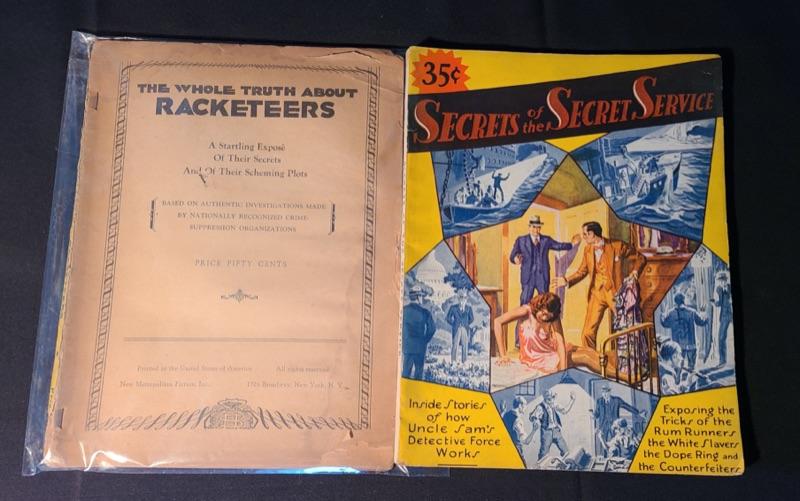 THE WHOLE TRUTH ABOUT
RACKETEERS
A Startling Exposé
Of Their Secrets
And Of Their Scheming Plots
BASED ON AUTHENTIC INVESTIGATIONS MADE
BY NATIONALLY RECOGNIZED CRIME
SUPPRESSION ORGANIZATIONS
PRICE FIFTY CENTS
Printed in the United States of America All rights reserved
New Metropolitan Fiction, Inc., 1726 Broadway, New York, N. Y.
35¢
SECRETS of the SECRET SERVICE
Inside Stories
of how
Uncle Sam's
Detective Force
Works
Exposing the
Tricks of the
Rum Runners
the White Slavers
the Dope Ring and
the Counterfeiters